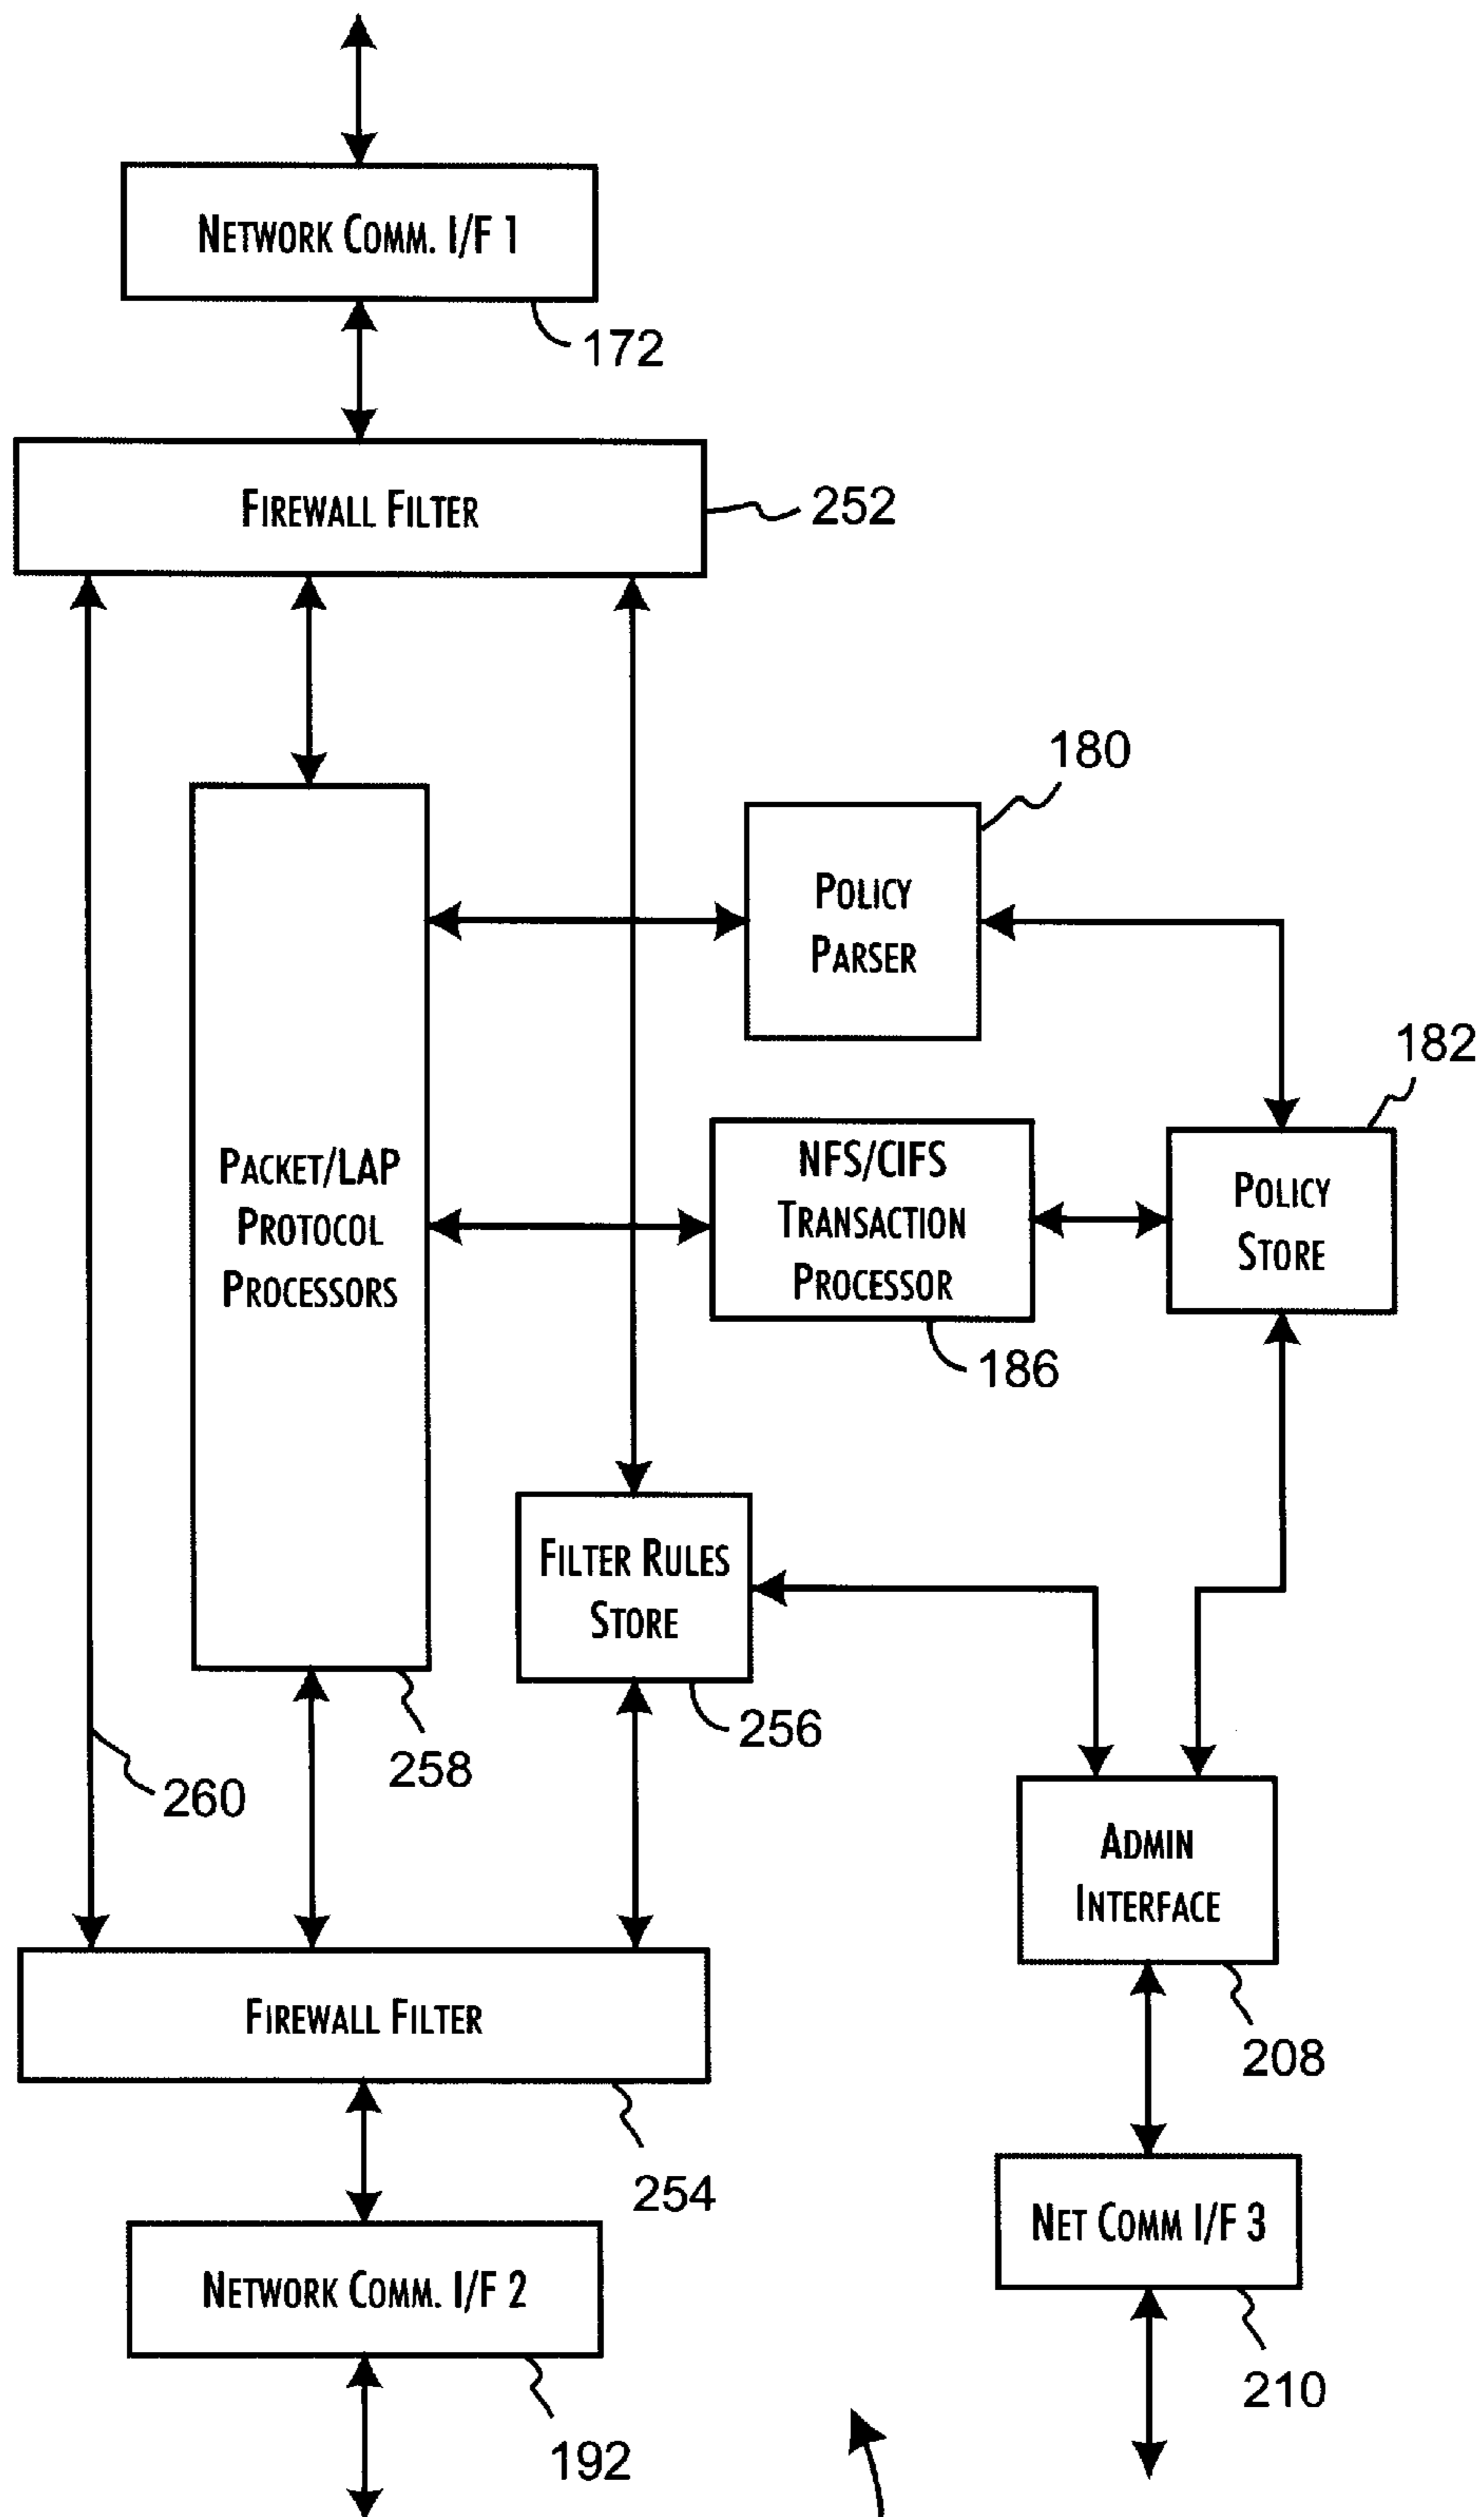 NETWORK COMM. I/F 1
172
FIREWALL FILTER
252
180
POLICY
PARSER
182
PACKET/LAP
PROTOCOL
PROCESSORS
NFS/CIFS
TRANSACTION
PROCESSOR
POLICY
STORE
186
FILTER RULES
STORE
256
258
260
ADMIN
INTERFACE
FIREWALL FILTER
208
254
NET COMM I/F 3
NETWORK COMM. I/F 2
210
192